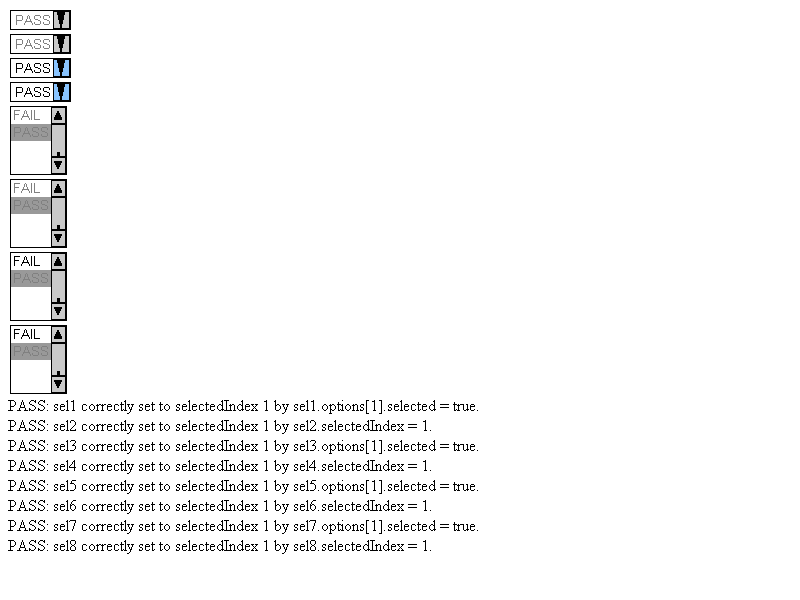 PASS
PASS
PASS
PASS
FAIL
PASS
FAIL
PASS
FAIL
PASS
FAIL
PASS
PASS: sel1 correctly set to selectedIndex 1 by sel1.options[1].selected = true.
PASS: sel2 correctly set to selectedIndex 1 by sel2.selectedIndex = 1.
PASS: sel3 correctly set to selectedIndex 1 by sel3.options[1].selected = true.
PASS: sel4 correctly set to selectedIndex 1 by sel4.selectedIndex = 1.
PASS: sel5 correctly set to selectedIndex 1 by sel5.options[1].selected = true.
PASS: sel6 correctly set to selectedIndex 1 by sel6.selectedIndex = 1.
PASS: sel7 correctly set to selectedIndex 1 by sel7.options[1].selected = true.
PASS: sel8 correctly set to selectedIndex 1 by sel8.selectedIndex = 1.